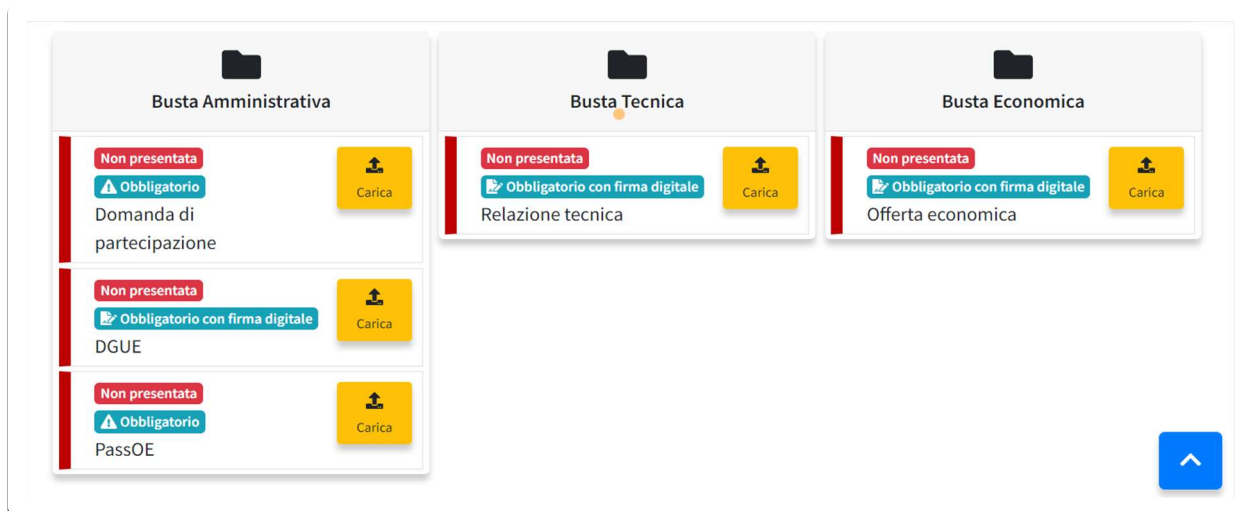 Busta Amministrativa
Non presentata
Obbligatorio
Domanda di
partecipazione
Carica
Non presentata
Obbligatorio con firma digitale
DGUE
Carica
Non presentata
Obbligatorio
PassOE
Carica
Busta Tecnica
Non presentata
Obbligatorio con firma digitale
Relazione tecnica
Carica
Busta Economica
Non presentata
Obbligatorio con firma digitale
Offerta economica
Carica